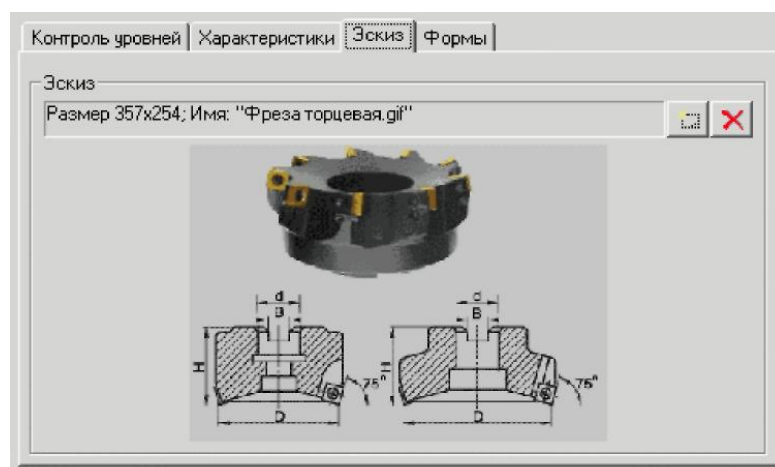 Контроль уровней Характеристики Эскиз Формы
Эскиз
Размер 357x254; Имя: "Фреза торцевая.gif"
d d
B B
H H
75° 75°
D D